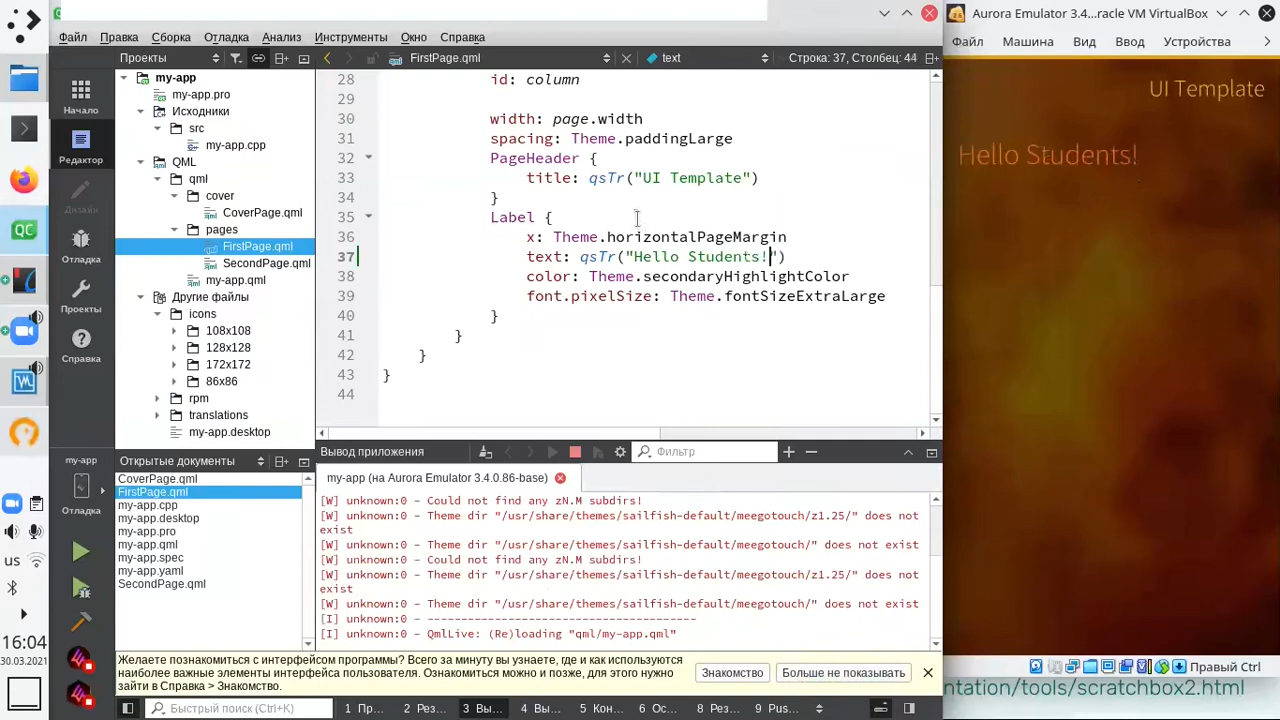 Aurora Emulator 3.4...racle VM VirtualBox
Файл Правка Сборка Отладка Анализ Инструменты Окно Справка
Файл Машина Вид Ввод Устройства
Проекты
FirstPage.qml
text
Строка: 37, Столбец: 44
Начало
Редактор
Дизайн
Отладка
Проекты
Справка
my-app
Отладка
us
16:04
30.03.2021
my-app
my-app.pro
Исходники
src
my-app.cpp
QML
qml
cover
CoverPage.qml
pages
FirstPage.qml
SecondPage.qml
my-app.qml
Другие файлы
icons
108x108
128x128
172x172
86x86
rpm
translations
my-app.desktop
Открытые документы
CoverPage.qml
FirstPage.qml
my-app.cpp
my-app.desktop
my-app.pro
my-app.qml
my-app.spec
my-app.yaml
SecondPage.qml
28 id: column
29
30 width: page.width
31 spacing: Theme.paddingLarge
32 PageHeader {
33 title: qsTr("UI Template")
34 }
35 Label {
36 x: Theme.horizontalPageMargin
37 text: qsTr("Hello Students!")
38 color: Theme.secondaryHighlightColor
39 font.pixelSize: Theme.fontSizeExtraLarge
40 }
41 }
42 }
43 }
44
Вывод приложения
Фильтр
my-app (на Aurora Emulator 3.4.0.86-base)
[W] unknown:0 - Could not find any zN.M subdirs!
[W] unknown:0 - Theme dir "/usr/share/themes/sailfish-default/meegotouch/z1.25/" does not
exist
[W] unknown:0 - Theme dir "/usr/share/themes/sailfish-default/meegotouch/" does not exist
[W] unknown:0 - Could not find any zN.M subdirs!
[W] unknown:0 - Theme dir "/usr/share/themes/sailfish-default/meegotouch/z1.25/" does not
exist
[W] unknown:0 - Theme dir "/usr/share/themes/sailfish-default/meegotouch/" does not exist
[I] unknown:0 - ---------------------------------------
[I] unknown:0 - QmlLive: (Re)loading "qml/my-app.qml"
Желаете познакомиться с интерфейсом программы? Всего за минуту вы узнаете, где и как используются
наиболее важные элементы интерфейса пользователя. Ознакомиться можно и позже, для этого нужно
зайти в Справка > Знакомство.
Знакомство
Больше не показывать
Быстрый поиск (Ctrl+K)
1 Пр... 2 Рез... 3 Вы... 4 Вы... 5 Кон... 6 Ос... 8 Рез... 9 Pus...
UI Template
Hello Students!
Правый Ctrl
ntation/tools/scratchbox2.html